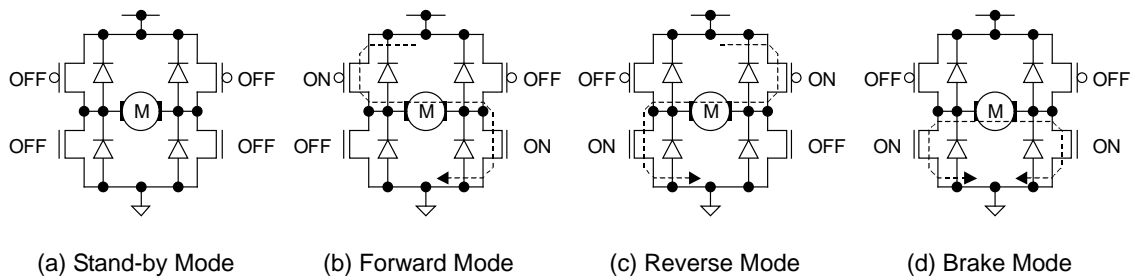 OFF OFF ON OFF OFF ON OFF OFF
M M M M
OFF OFF OFF ON ON OFF ON ON
(a) Stand-by Mode (b) Forward Mode (c) Reverse Mode (d) Brake Mode